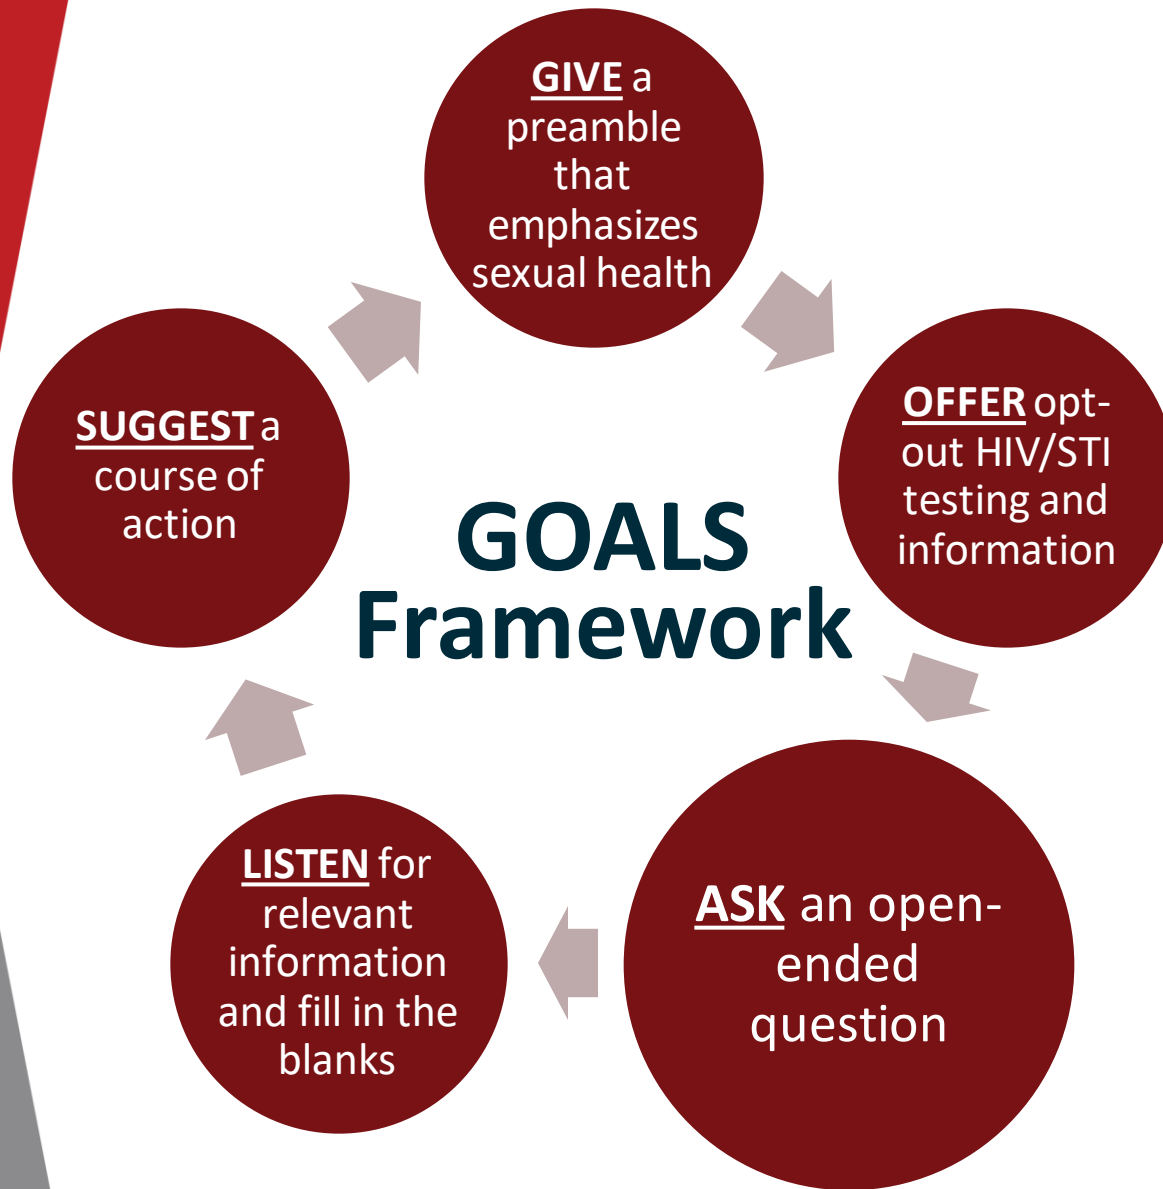 GIVE a
preamble
that
emphasizes
sexual health
OFFER opt-
out HIV/STI
testing and
information
SUGGEST a
course of
action
GOALS
Framework
LISTEN for
relevant
information
and fill in the
blanks
ASK an open-
ended
question